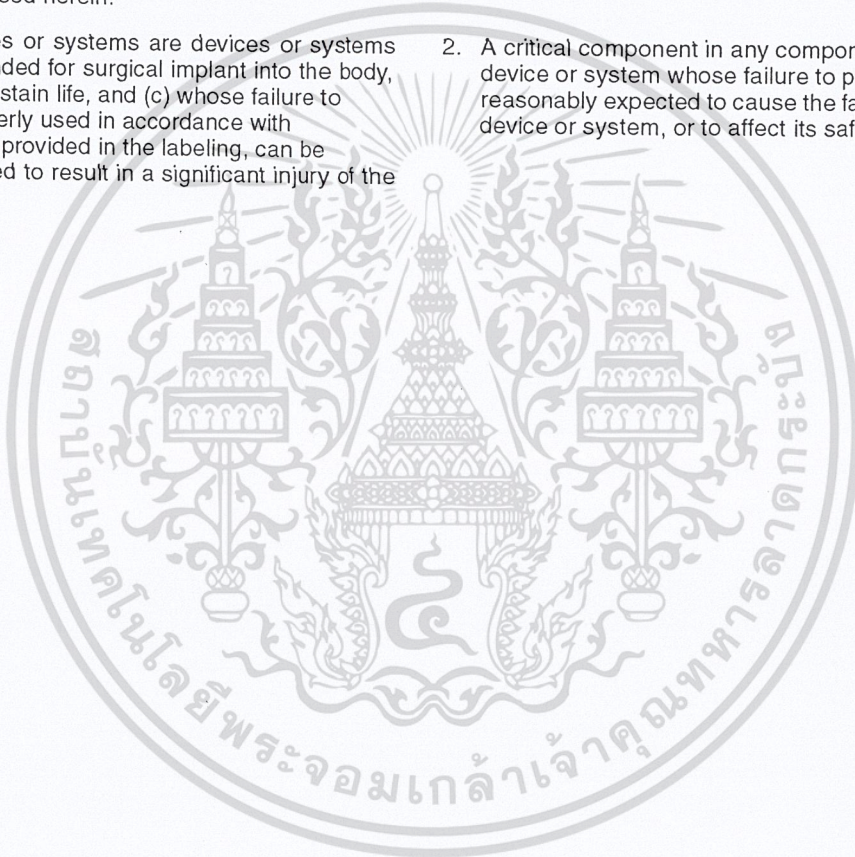 es or systems are devices or systems
ded for surgical implant into the body,
stain life, and (c) whose failure to
erly used in accordance with
provided in the labeling, can be
ed to result in a significant injury of the
2. A critical component in any compor
device or system whose failure to p
reasonably expected to cause the fa
device or system, or to affect its saf
สถาบันเทคโนโลยีพระจอมเกล้าเจ้าคุณทหารลาดกระบัง
๔